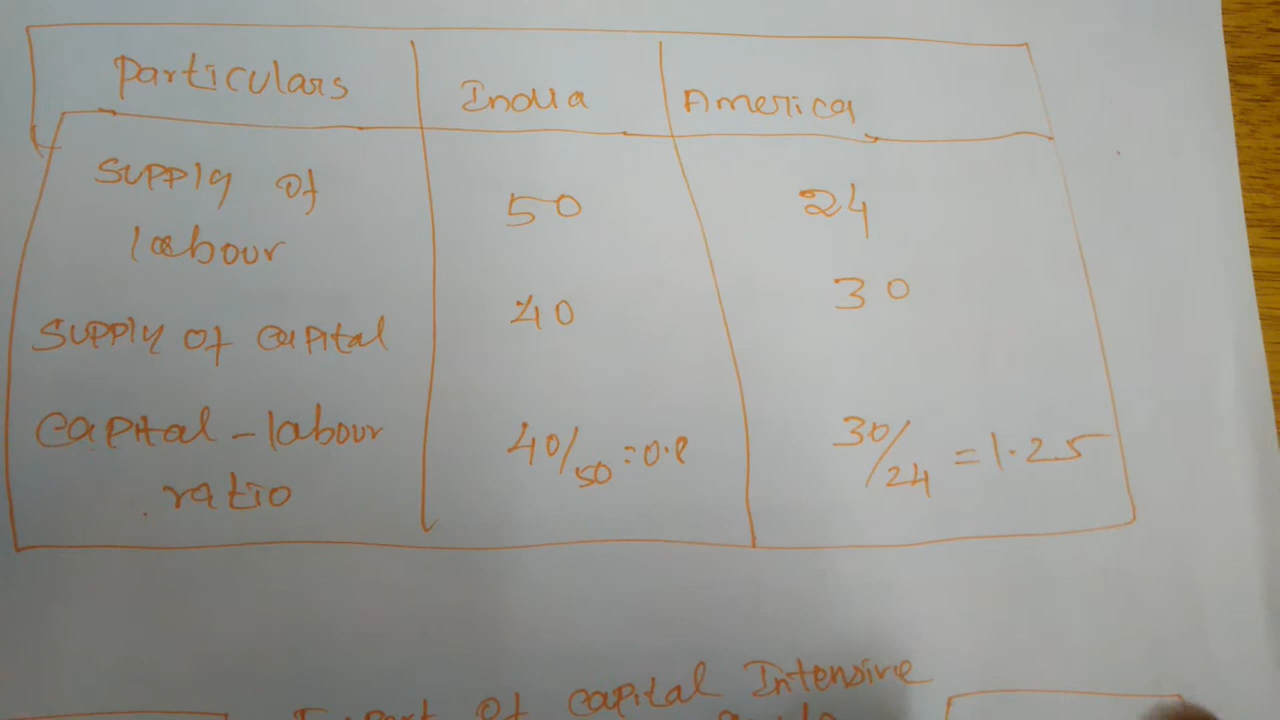 Particulars India America
Supply of labour 50 24
Supply of capital 40 30
Capital-labour ratio 40/50 = 0.8 30/24 = 1.25
of capital Intensive